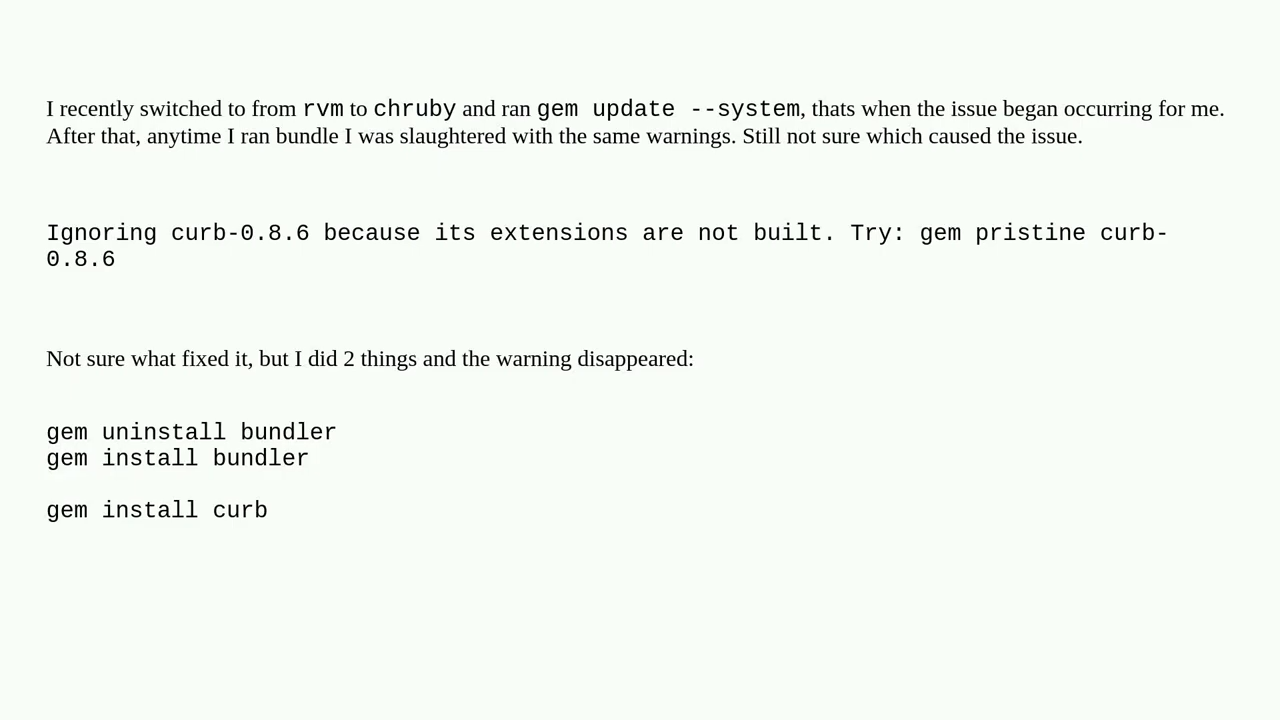 I recently switched to from rvm to chruby and ran gem update --system, thats when the issue began occurring for me.
After that, anytime I ran bundle I was slaughtered with the same warnings. Still not sure which caused the issue.
Ignoring curb-0.8.6 because its extensions are not built. Try: gem pristine curb-
0.8.6
Not sure what fixed it, but I did 2 things and the warning disappeared:
gem uninstall bundler
gem install bundler
gem install curb